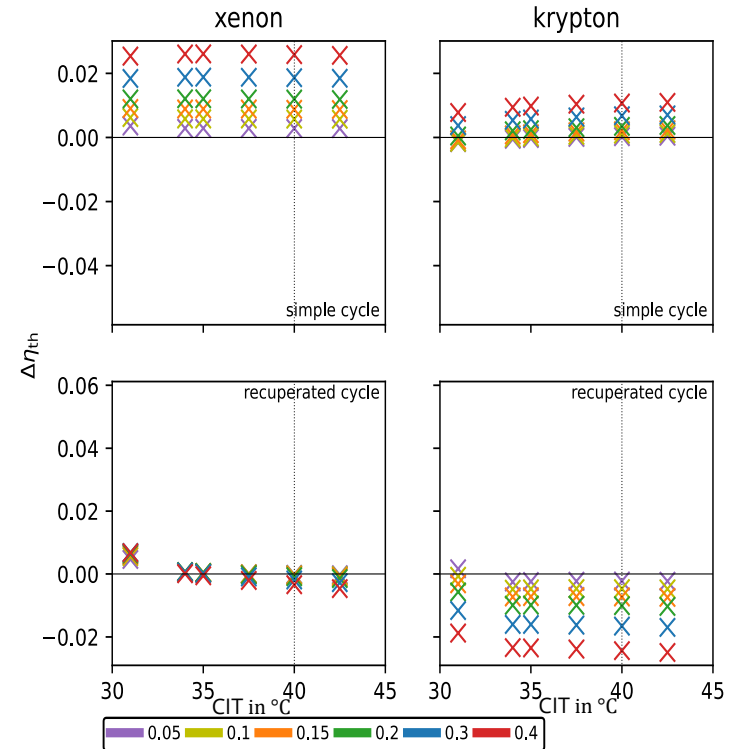 xenon
krypton
0.02
0.00
−0.02
−0.04
simple cycle
simple cycle
Δη_th
0.06
0.04
0.02
0.00
−0.02
recuperated cycle
recuperated cycle
30 35 40 45
30 35 40 45
CIT in °C
CIT in °C
0.05 0.1 0.15 0.2 0.3 0.4